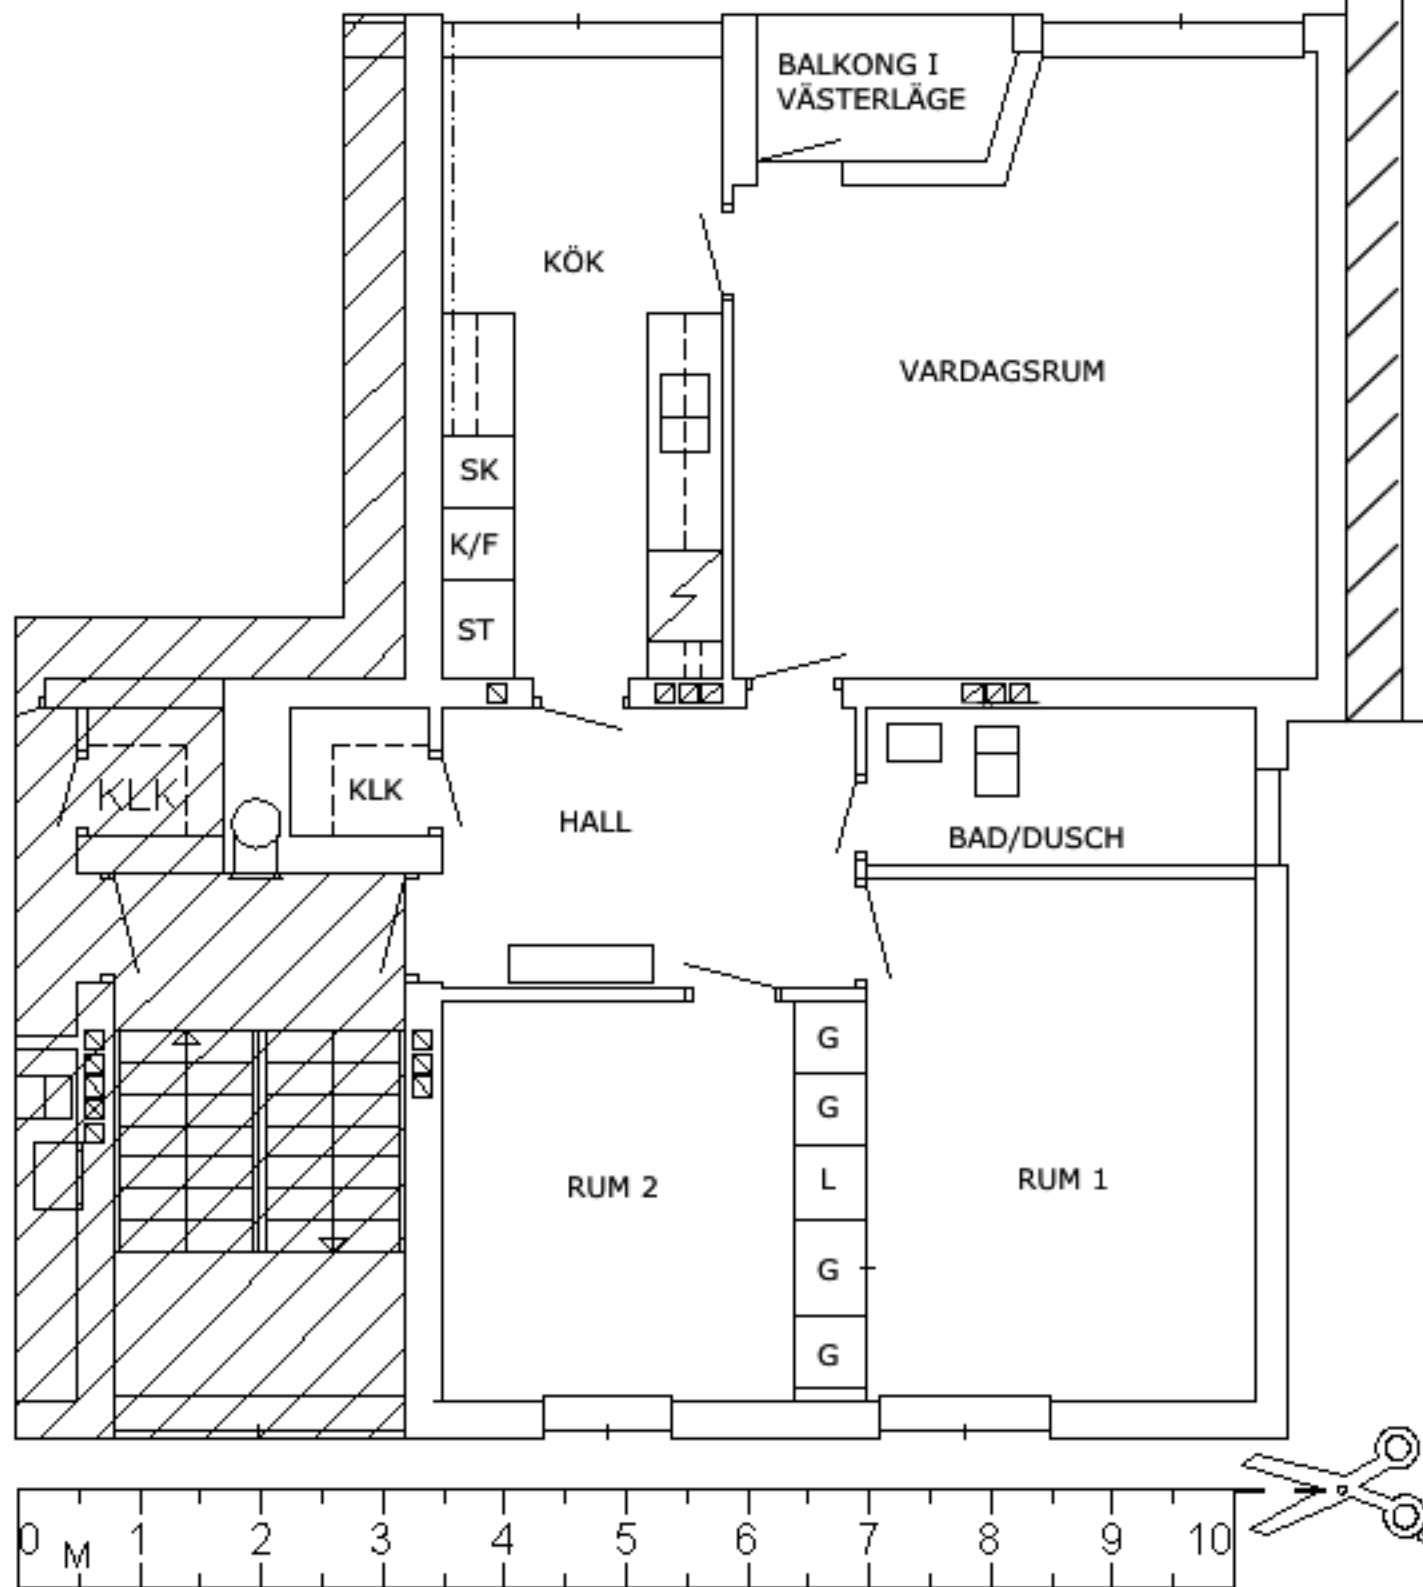 BALKONG I
VÄSTERLÄGE
KÖK
VARDAGSRUM
SK
K/F
ST
KLK
KLK
HALL
BAD/DUSCH
G
G
L
G
G
RUM 2
RUM 1
0 M 1 2 3 4 5 6 7 8 9 10